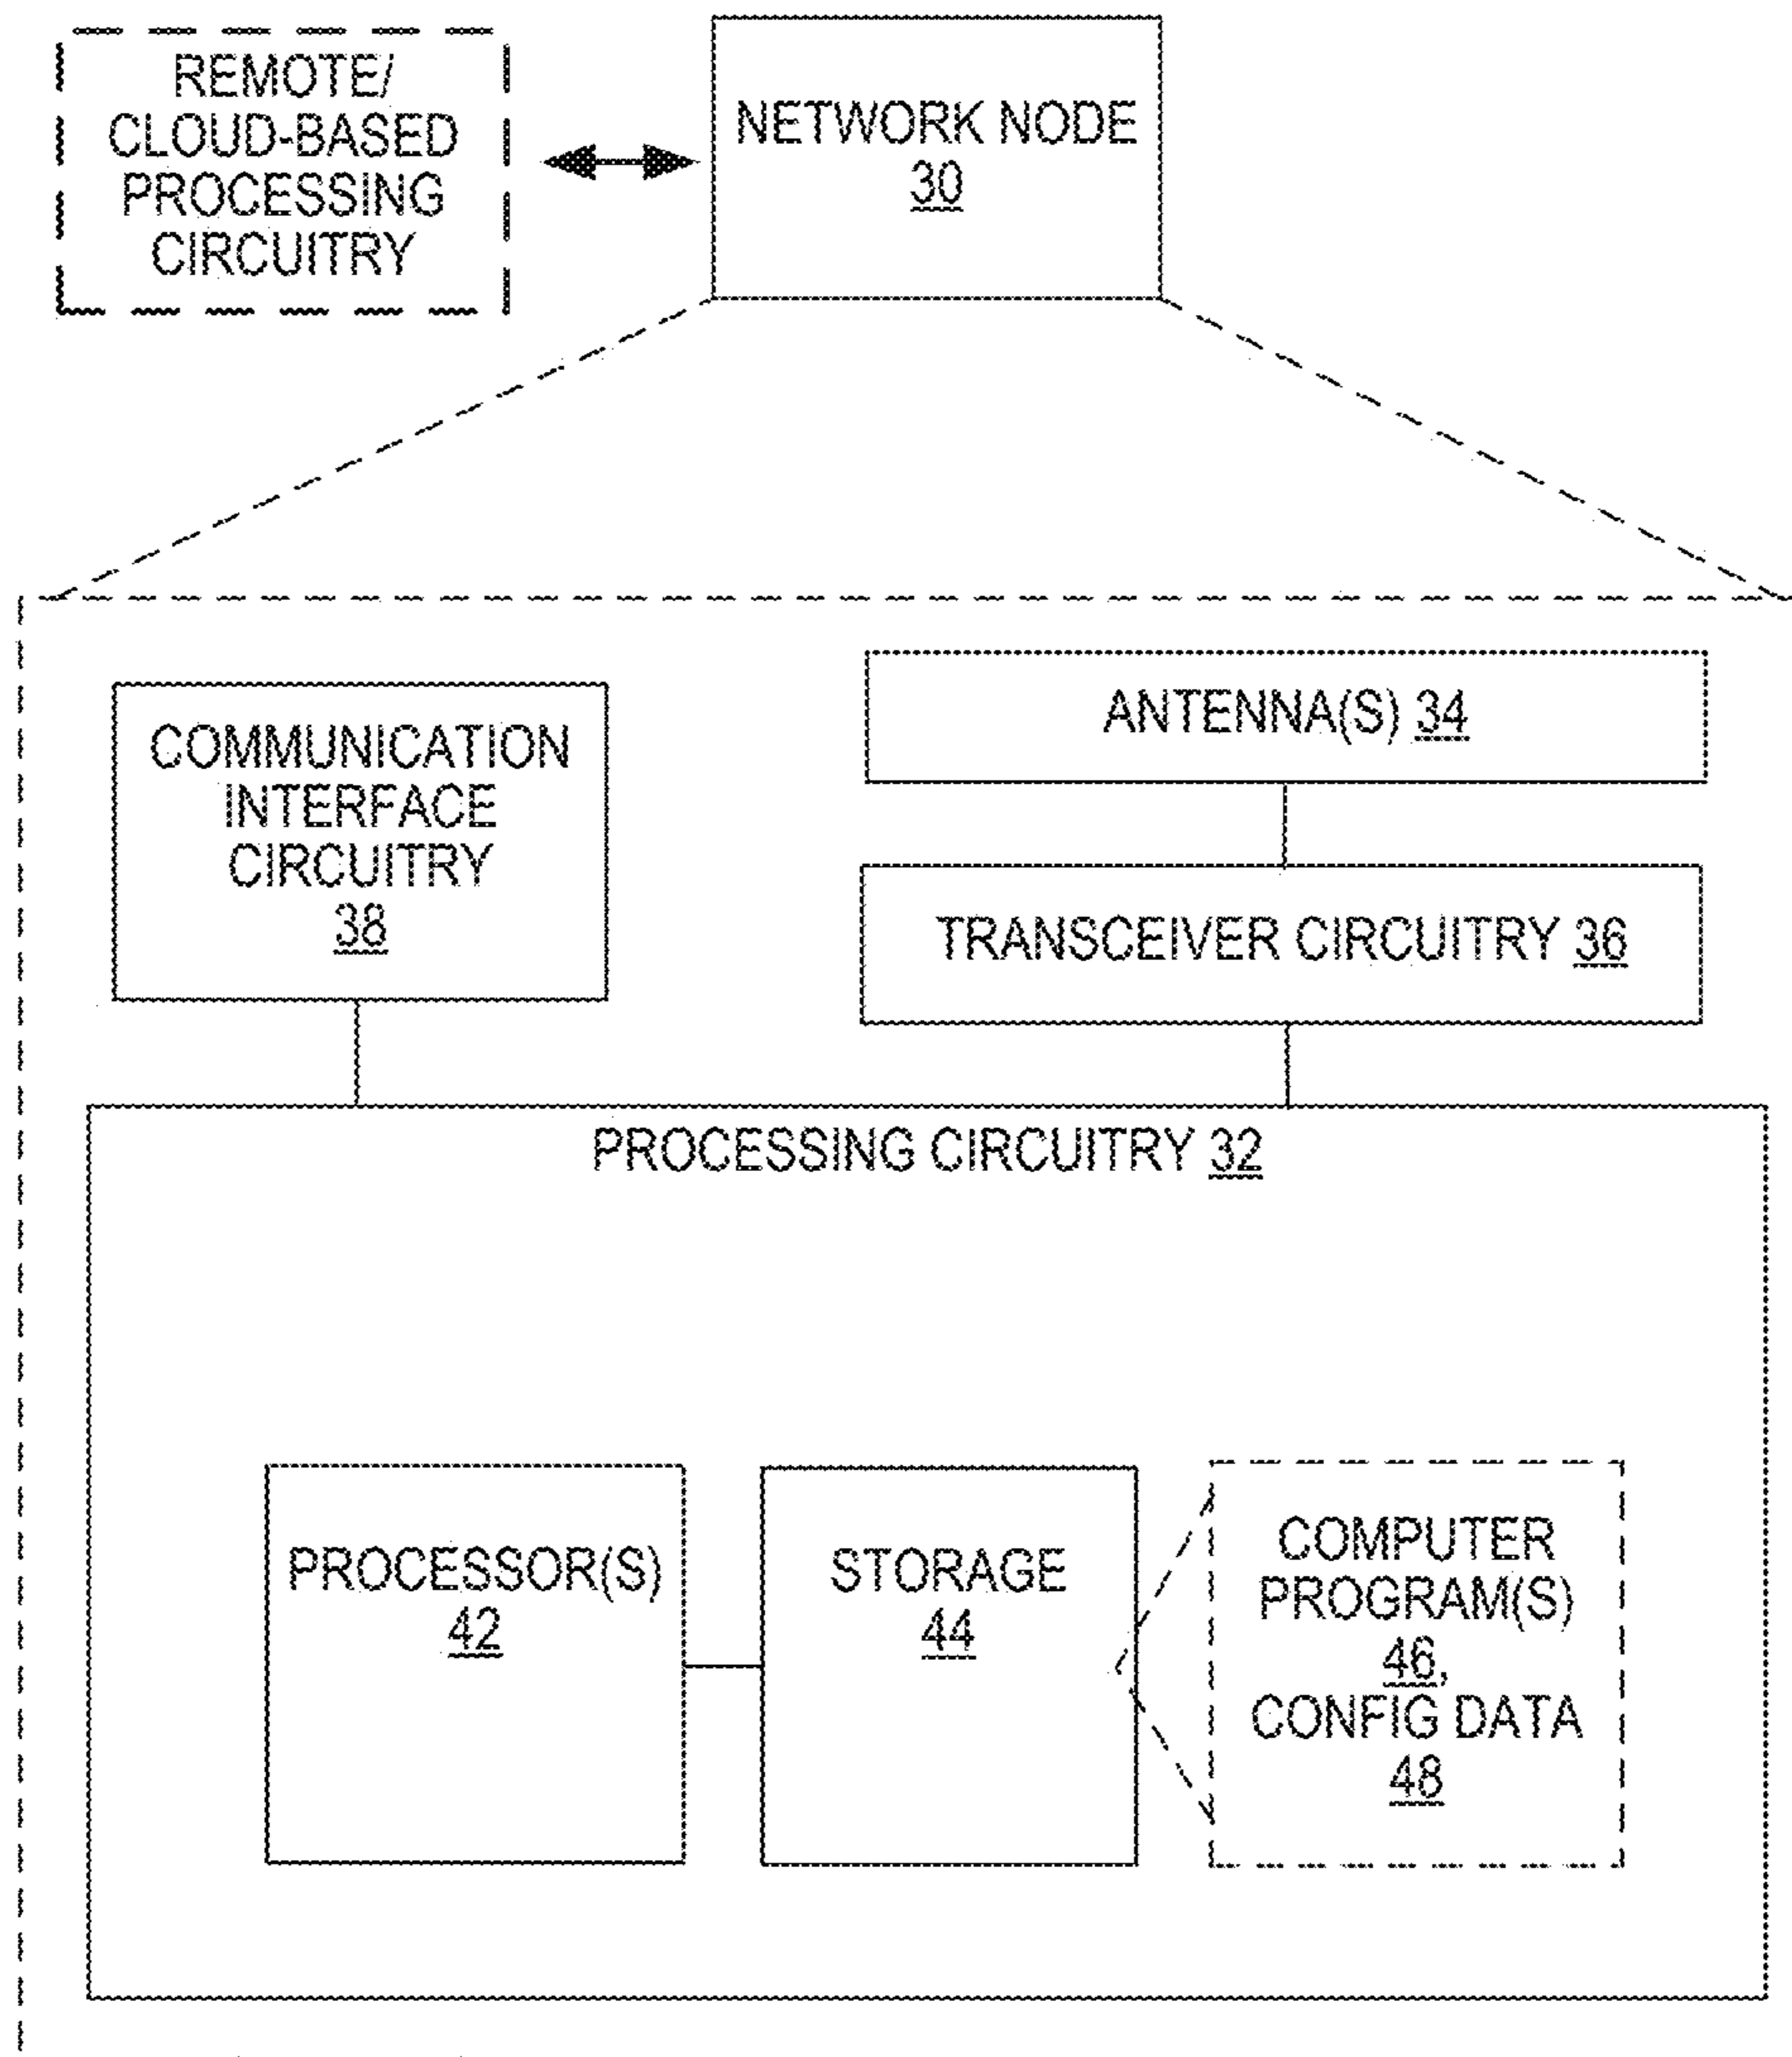 REMOTE/
CLOUD-BASED
PROCESSING
CIRCUITRY
NETWORK NODE
30
COMMUNICATION
INTERFACE
CIRCUITRY
38
ANTENNA(S) 34
TRANSCEIVER CIRCUITRY 36
PROCESSING CIRCUITRY 32
PROCESSOR(S)
42
STORAGE
44
COMPUTER
PROGRAM(S)
46,
CONFIG DATA
48